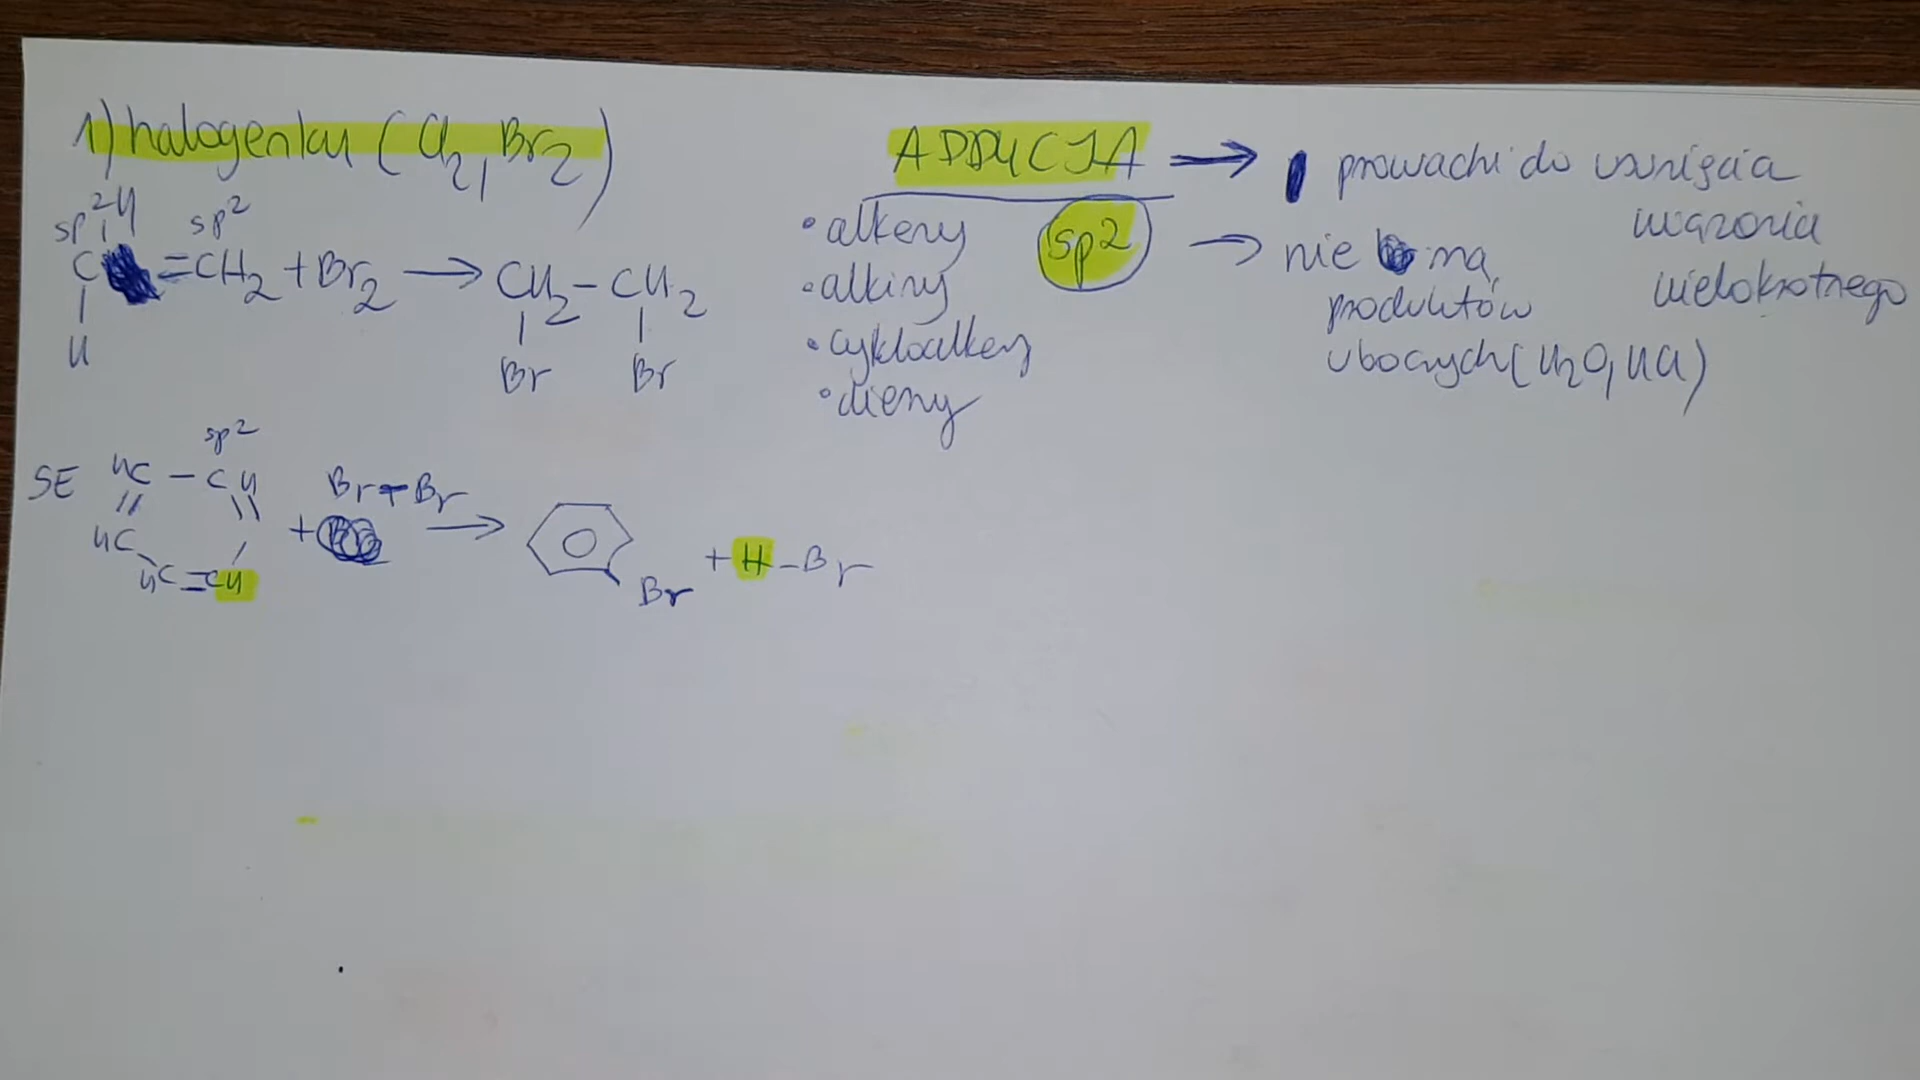 1) halogenki (Cl2, Br2)
sp2 H sp2
C =CH2 + Br2 → CH2 - CH2
H
Br Br
ADDYCJA → prowadzi do usunięcia
wiązania
wielokrotnego
• alkeny
• alkiny
• cykloalkeny
• dieny
sp2 → nie ma
produktów
ubocznych (H2O, HCl)
sp2
SE HC - CH
HC
HC = CH
+ Br-Br →
Br
+ H-Br